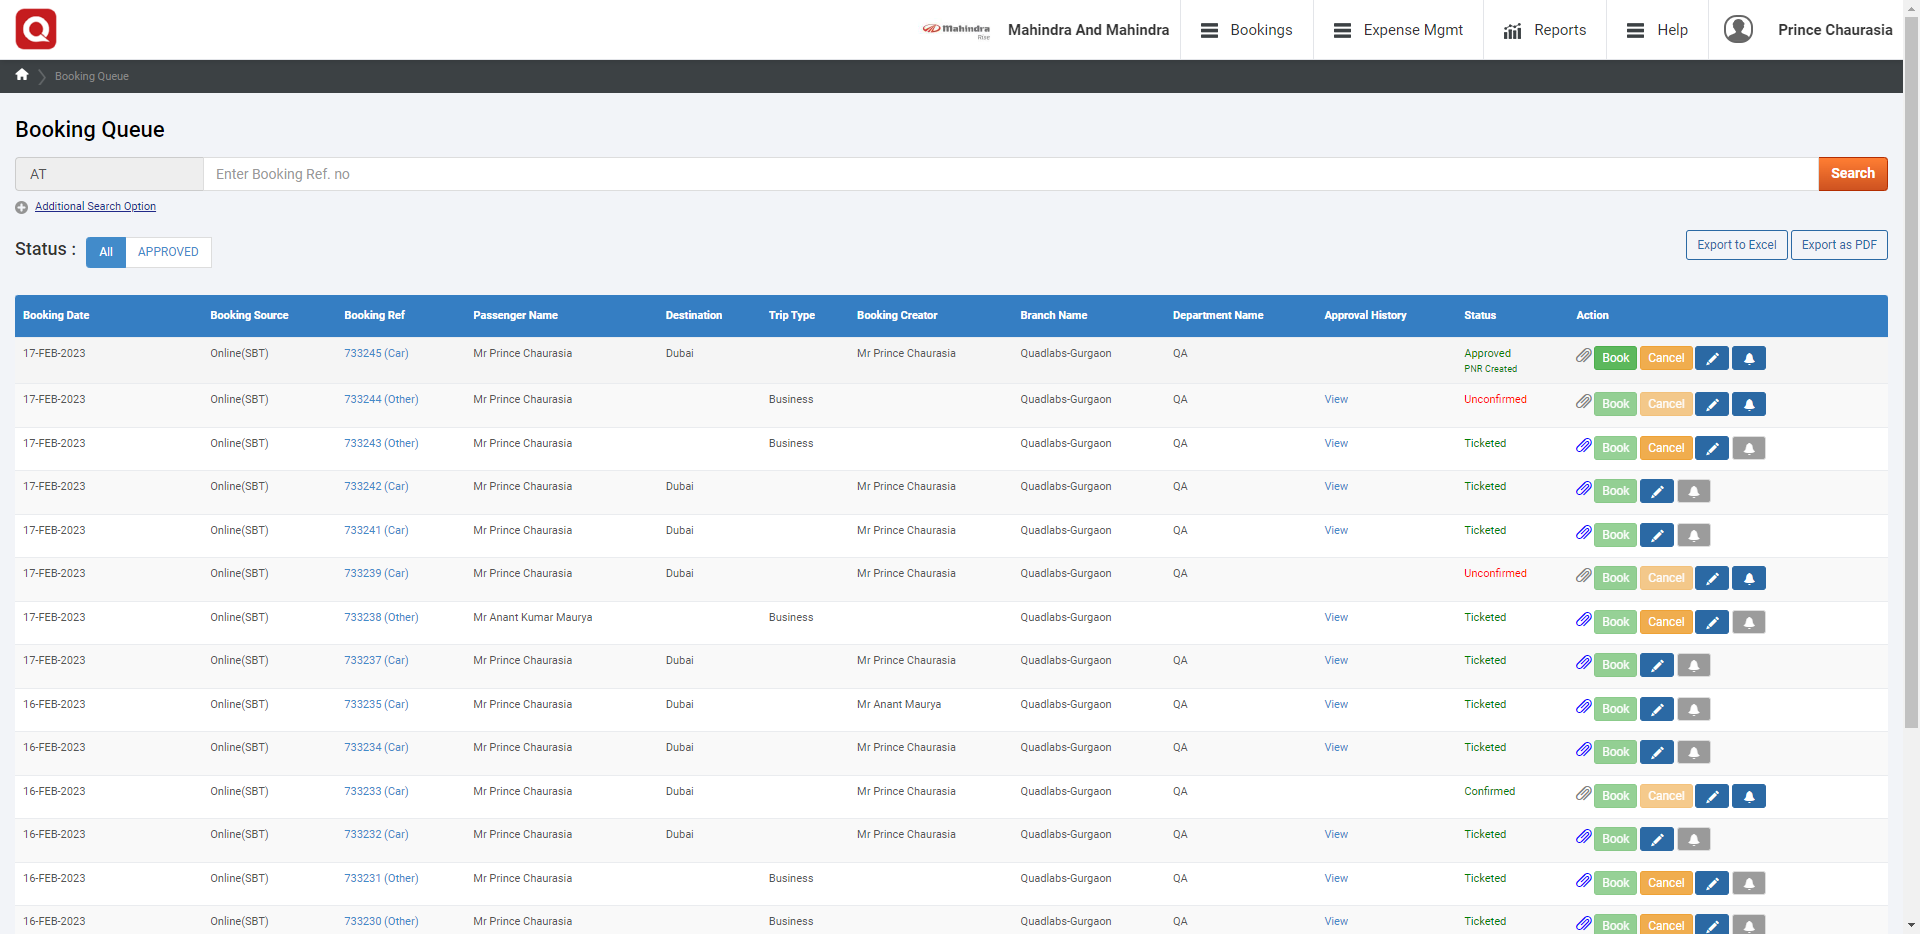 Mahindra Rise Mahindra And Mahindra Bookings Expense Mgmt Reports Help Prince Chaurasia
Booking Queue
Booking Queue
AT Enter Booking Ref. no Search
Additional Search Option
Status : All APPROVED Export to Excel Export as PDF
Booking Date Booking Source Booking Ref Passenger Name Destination Trip Type Booking Creator Branch Name Department Name Approval History Status Action
17-FEB-2023 Online(SBT) 733245 (Car) Mr Prince Chaurasia Dubai Mr Prince Chaurasia Quadlabs-Gurgaon QA Approved Book Cancel
PNR Created
17-FEB-2023 Online(SBT) 733244 (Other) Mr Prince Chaurasia Business Quadlabs-Gurgaon QA View Unconfirmed Book Cancel
17-FEB-2023 Online(SBT) 733243 (Other) Mr Prince Chaurasia Business Quadlabs-Gurgaon QA View Ticketed Book Cancel
17-FEB-2023 Online(SBT) 733242 (Car) Mr Prince Chaurasia Dubai Mr Prince Chaurasia Quadlabs-Gurgaon QA View Ticketed Book
17-FEB-2023 Online(SBT) 733241 (Car) Mr Prince Chaurasia Dubai Mr Prince Chaurasia Quadlabs-Gurgaon QA View Ticketed Book
17-FEB-2023 Online(SBT) 733239 (Car) Mr Prince Chaurasia Dubai Mr Prince Chaurasia Quadlabs-Gurgaon QA Unconfirmed Book Cancel
17-FEB-2023 Online(SBT) 733238 (Other) Mr Anant Kumar Maurya Business Quadlabs-Gurgaon View Ticketed Book Cancel
17-FEB-2023 Online(SBT) 733237 (Car) Mr Prince Chaurasia Dubai Mr Prince Chaurasia Quadlabs-Gurgaon QA View Ticketed Book
16-FEB-2023 Online(SBT) 733235 (Car) Mr Prince Chaurasia Dubai Mr Anant Maurya Quadlabs-Gurgaon QA View Ticketed Book
16-FEB-2023 Online(SBT) 733234 (Car) Mr Prince Chaurasia Dubai Mr Prince Chaurasia Quadlabs-Gurgaon QA View Ticketed Book
16-FEB-2023 Online(SBT) 733233 (Car) Mr Prince Chaurasia Dubai Mr Prince Chaurasia Quadlabs-Gurgaon QA Confirmed Book Cancel
16-FEB-2023 Online(SBT) 733232 (Car) Mr Prince Chaurasia Dubai Mr Prince Chaurasia Quadlabs-Gurgaon QA View Ticketed Book
16-FEB-2023 Online(SBT) 733231 (Other) Mr Prince Chaurasia Business Quadlabs-Gurgaon QA View Ticketed Book Cancel
16-FEB-2023 Online(SBT) 733230 (Other) Mr Prince Chaurasia Business Quadlabs-Gurgaon QA View Ticketed Book Cancel